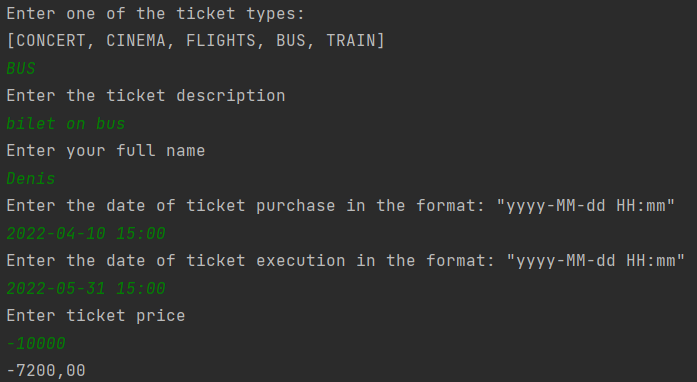 Enter one of the ticket types:
[CONCERT, CINEMA, FLIGHTS, BUS, TRAIN]
BUS
Enter the ticket description
bilet on bus
Enter your full name
Denis
Enter the date of ticket purchase in the format: "yyyy-MM-dd HH:mm"
2022-04-10 15:00
Enter the date of ticket execution in the format: "yyyy-MM-dd HH:mm"
2022-05-31 15:00
Enter ticket price
-10000
-7200,00